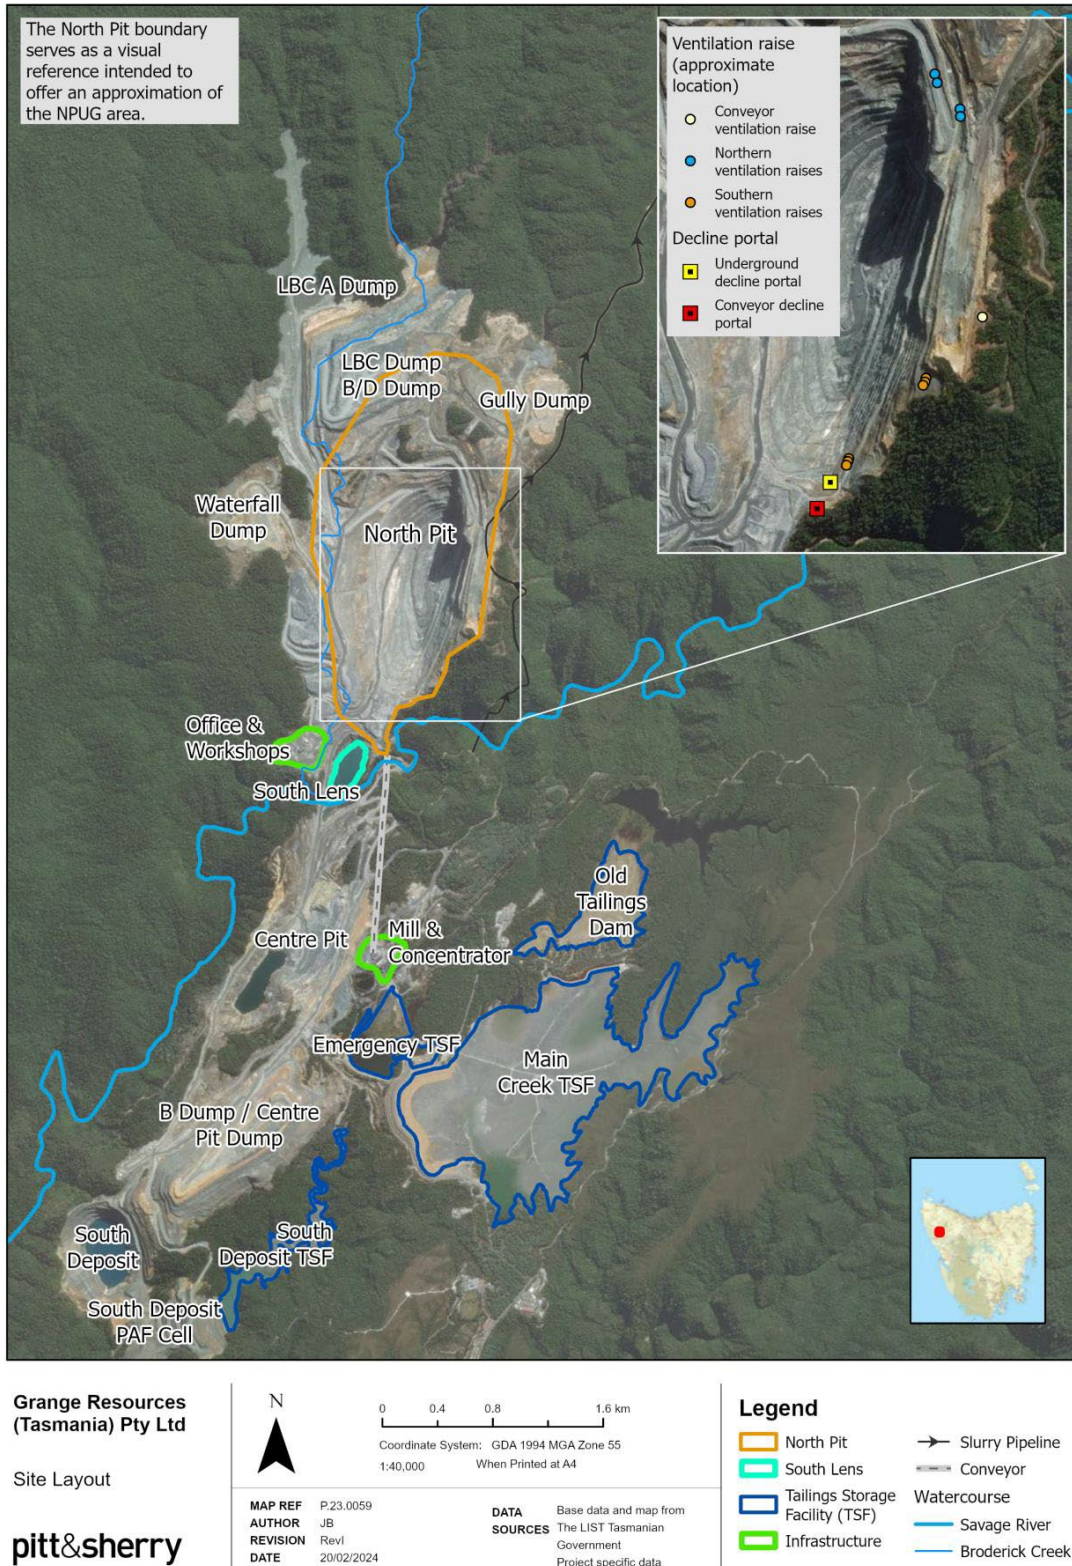 The North Pit boundary
serves as a visual
reference intended to
offer an approximation of
the NPUG area.
Ventilation raise
(approximate
location)
Conveyor
ventilation raise
Northern
ventilation raises
Southern
ventilation raises
Decline portal
Underground
decline portal
Conveyor decline
portal
LBC A Dump
LBC Dump
B/D Dump
Gully Dump
Waterfall
Dump
North Pit
Office &
Workshops
South Lens
Old
Tailings
Dam
Centre Pit
Mill &
Concentrator
Emergency TSF
Main
Creek TSF
B Dump / Centre
Pit Dump
South
Deposit
South
Deposit TSF
South Deposit
PAF Cell
Grange Resources
(Tasmania) Pty Ltd
Site Layout
pitt&sherry
N
0 0.4 0.8 1.6 km
Coordinate System: GDA 1994 MGA Zone 55
1:40,000 When Printed at A4
MAP REF P.23.0059
AUTHOR JB
REVISION RevI
DATE 20/02/2024
DATA SOURCES
Base data and map from
The LIST Tasmanian
Government
Project specific data
Legend
North Pit
South Lens
Tailings Storage
Facility (TSF)
Infrastructure
Slurry Pipeline
Conveyor
Watercourse
Savage River
Broderick Creek